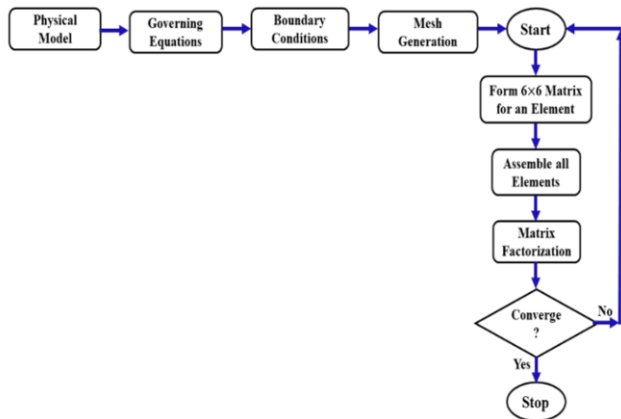 Physical
Model
Governing
Equations
Boundary
Conditions
Mesh
Generation
Start
Form 6×6 Matrix
for an Element
Assemble all
Elements
Matrix
Factorization
Converge
?
No
Yes
Stop